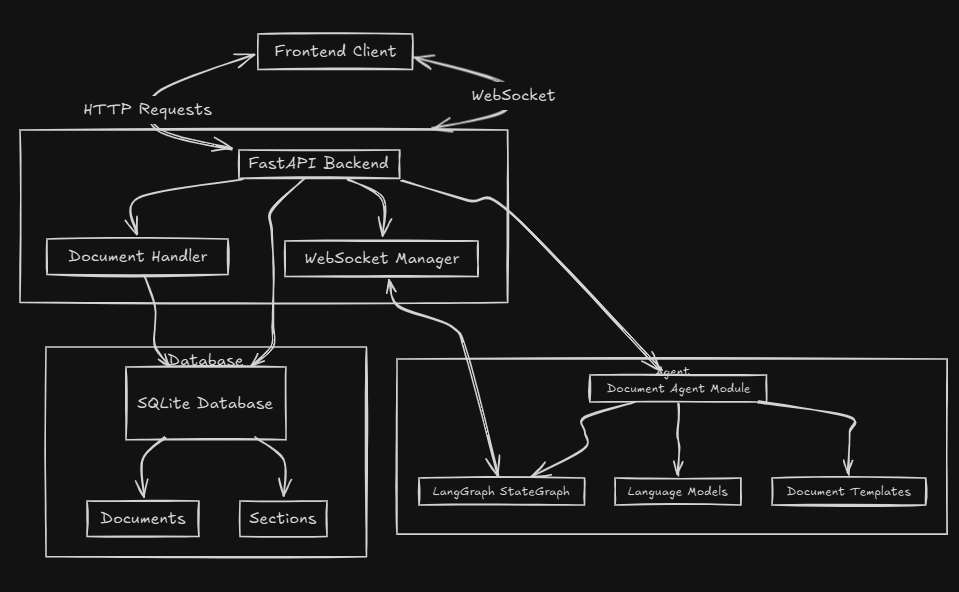 Frontend Client
WebSocket
HTTP Requests
FastAPI Backend
Document Handler
WebSocket Manager
Database
SQLite Database
Documents
Sections
Agent
Document Agent Module
LangGraph StateGraph
Language Models
Document Templates